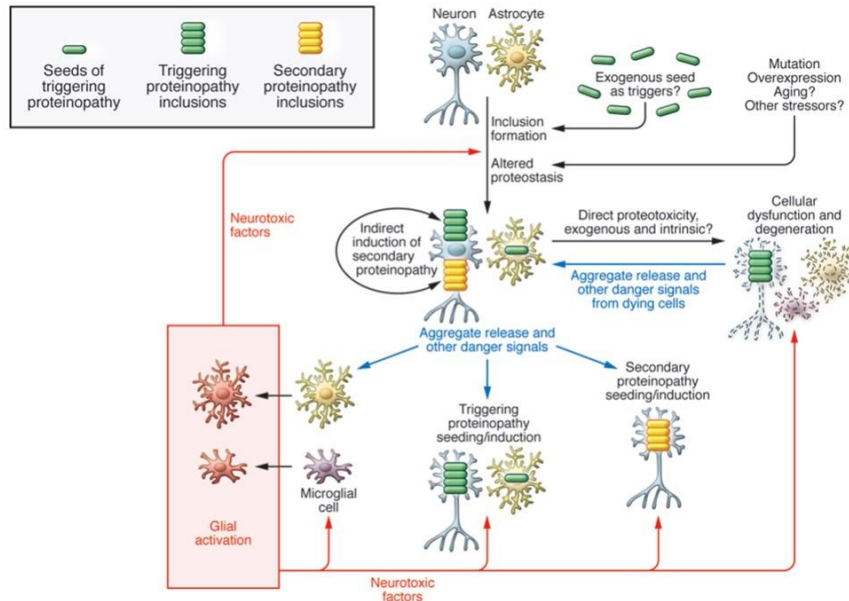 Neuron
Astrocyte
Seeds of
triggering
proteinopathy
Triggering
proteinopathy
inclusions
Secondary
proteinopathy
inclusions
Exogenous seed
as triggers?
Mutation
Overexpression
Aging?
Other stressors?
Inclusion
formation
Altered
proteostasis
Neurotoxic
factors
Indirect
induction of
secondary
proteinopathy
Direct proteotoxicity,
exogenous and intrinsic?
Cellular
dysfunction and
degeneration
Aggregate release and
other danger signals
from dying cells
Aggregate release and
other danger signals
Secondary
proteinopathy
seeding/induction
Triggering
proteinopathy
seeding/induction
Microglial
cell
Glial
activation
Neurotoxic
factors